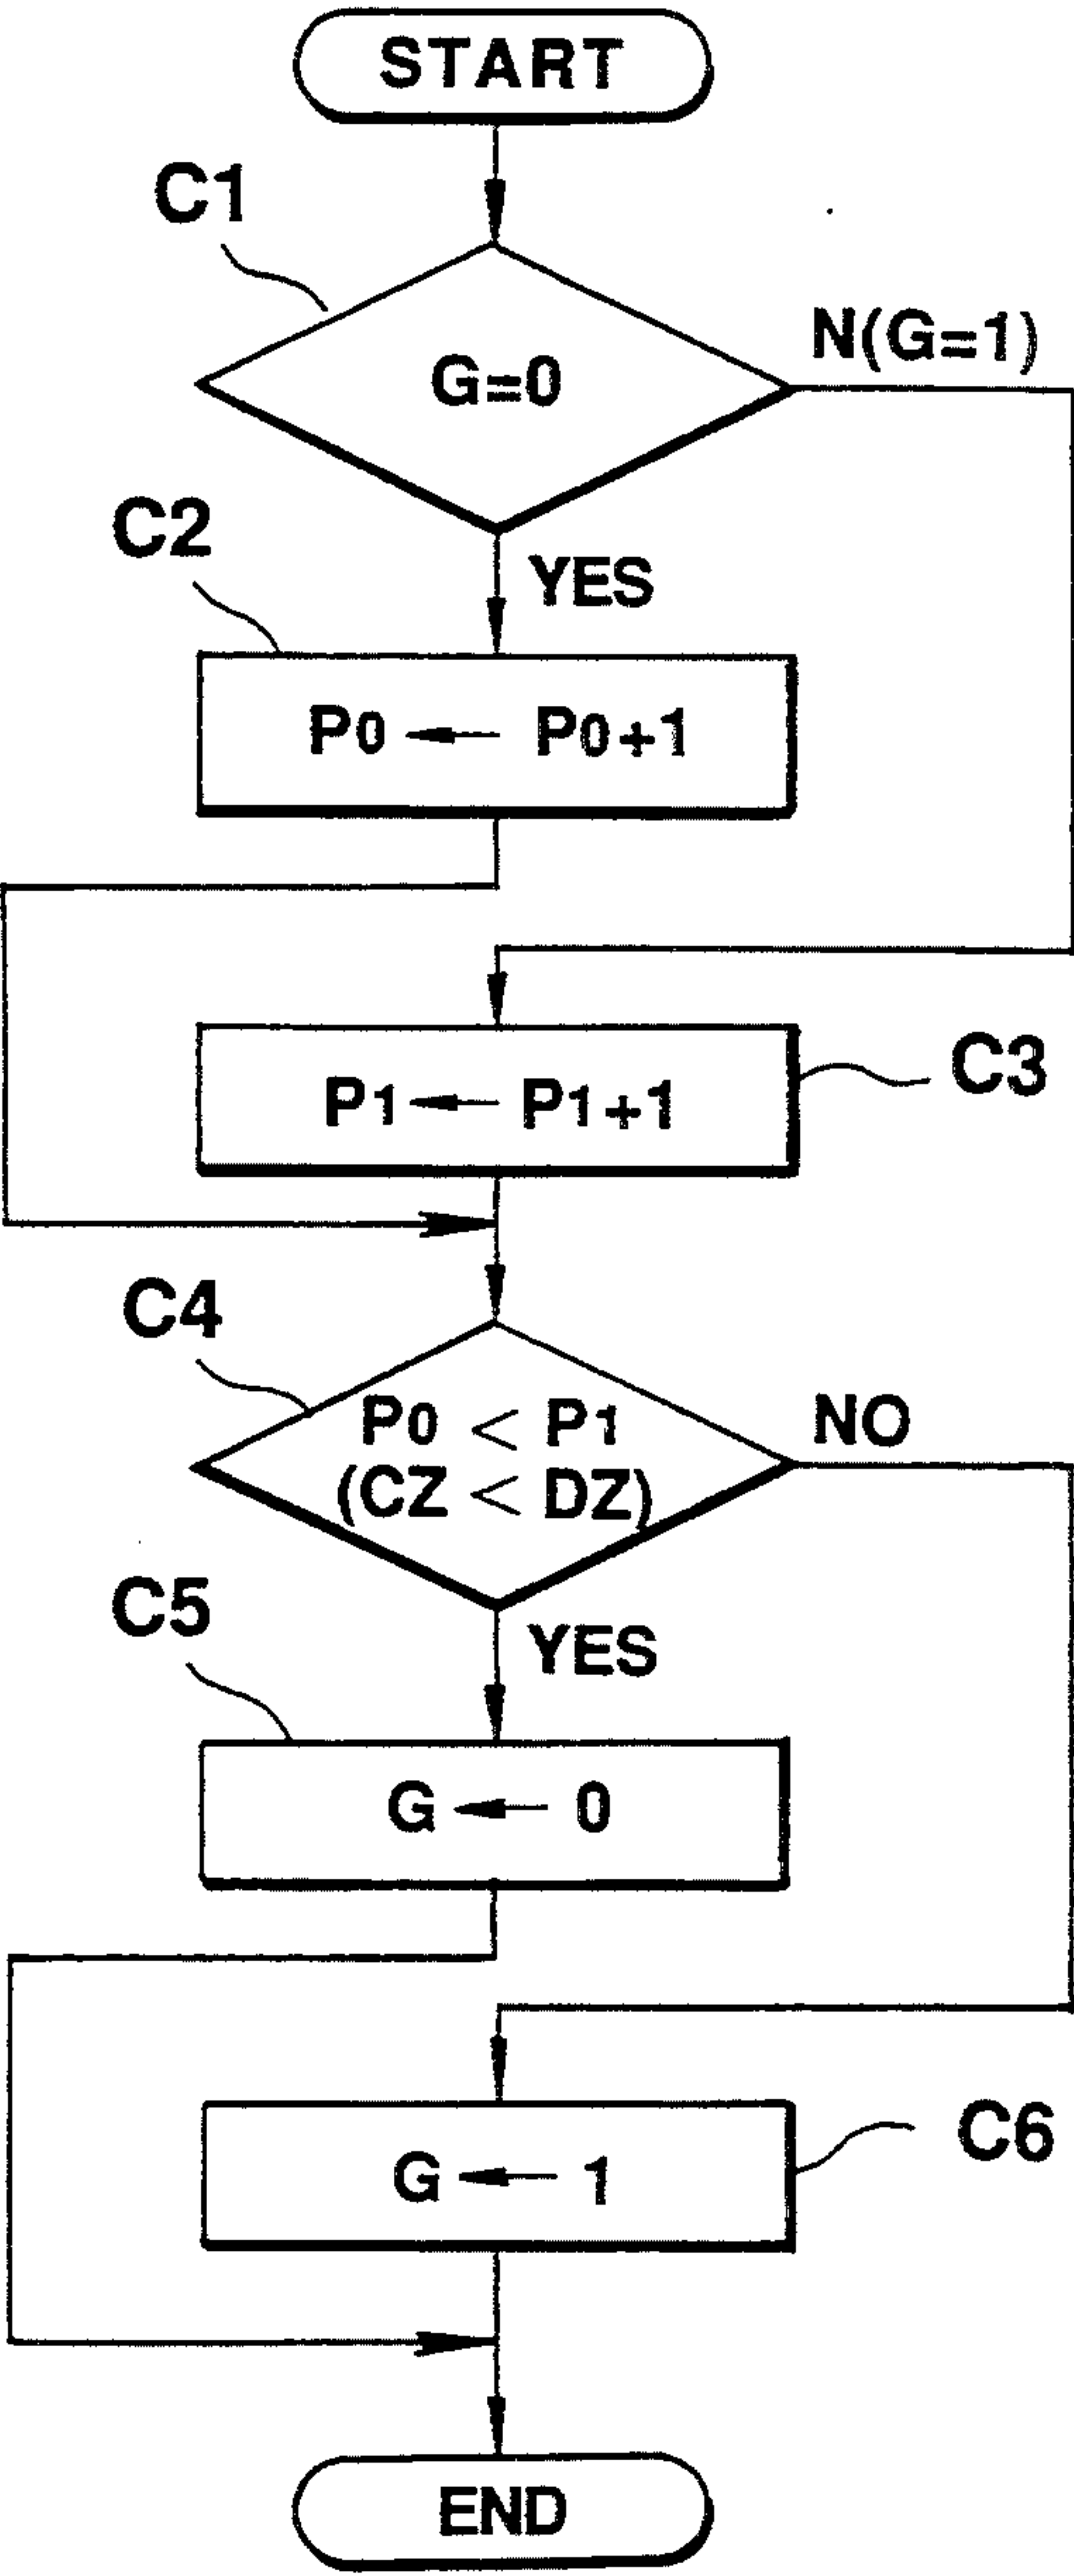 START
C1
N(G=1)
G=0
C2
YES
P0 ← P0+1
P1 ← P1+1
C3
C4
P0 < P1
(CZ < DZ)
NO
C5
YES
G ← 0
G ← 1
C6
END